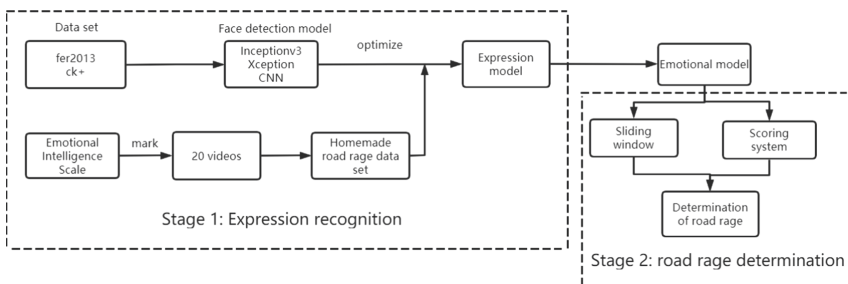 Data set
Face detection model
fer2013
ck+
Inceptionv3
Xception
CNN
optimize
Expression
model
Emotional model
Emotional
Intelligence
Scale
mark
20 videos
Homemade
road rage data
set
Sliding
window
Scoring
system
Determination
of road rage
Stage 1: Expression recognition
Stage 2: road rage determination